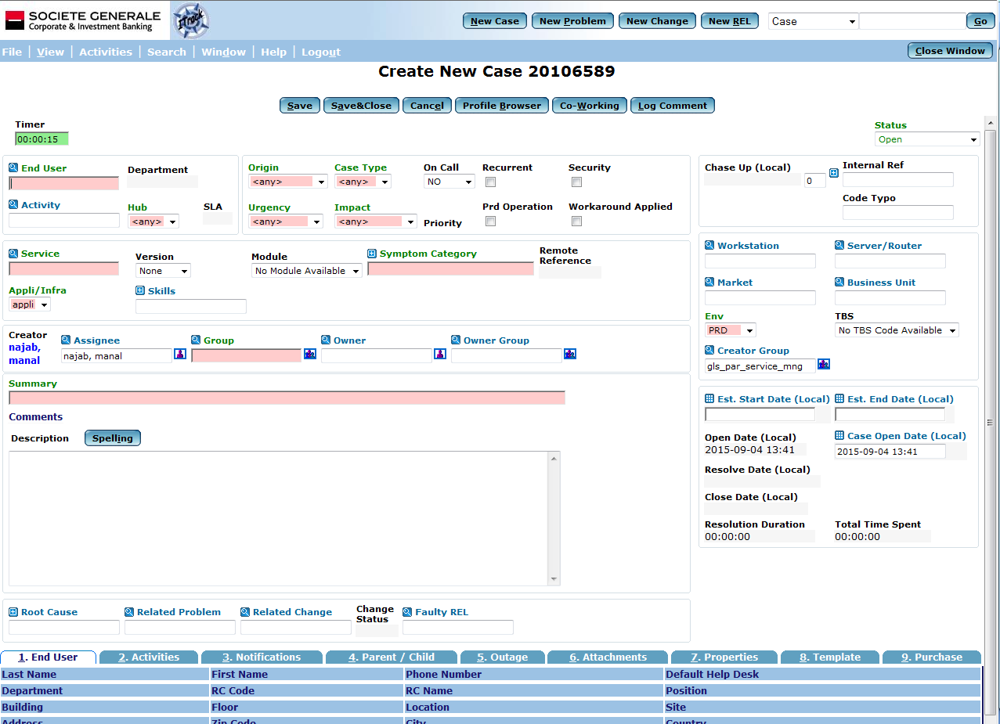 SOCIETE GENERALE
Corporate & Investment Banking
iTrack
New Case New Problem New Change New REL Case Go
File View Activities Search Window Help Logout Close Window
Create New Case 20106589
Save Save&Close Cancel Profile Browser Co-Working Log Comment
Timer
00:00:15
Status
Open
End User Department
Activity Hub SLA
<any>
Origin Case Type On Call Recurrent Security
<any> <any> NO
Urgency Impact Priority Prd Operation Workaround Applied
<any> <any>
Chase Up (Local) Internal Ref
0
Code Typo
Service Version Module Symptom Category Remote
Reference
None No Module Available
Appli/Infra Skills
appli
Workstation Server/Router
Market Business Unit
Env TBS
PRD No TBS Code Available
Creator Group
gls_par_service_mng
Creator
najab,
manal
Assignee Group Owner Owner Group
najab, manal
Summary
Comments
Description Spelling
Est. Start Date (Local) Est. End Date (Local)
Open Date (Local) Case Open Date (Local)
2015-09-04 13:41 2015-09-04 13:41
Resolve Date (Local)
Close Date (Local)
Resolution Duration Total Time Spent
00:00:00 00:00:00
Root Cause Related Problem Related Change Change
Status Faulty REL
1. End User 2. Activities 3. Notifications 4. Parent / Child 5. Outage 6. Attachments 7. Properties 8. Template 9. Purchase
Last Name First Name Phone Number Default Help Desk
Department RC Code RC Name Position
Building Floor Location Site
Address Zip Code City Country